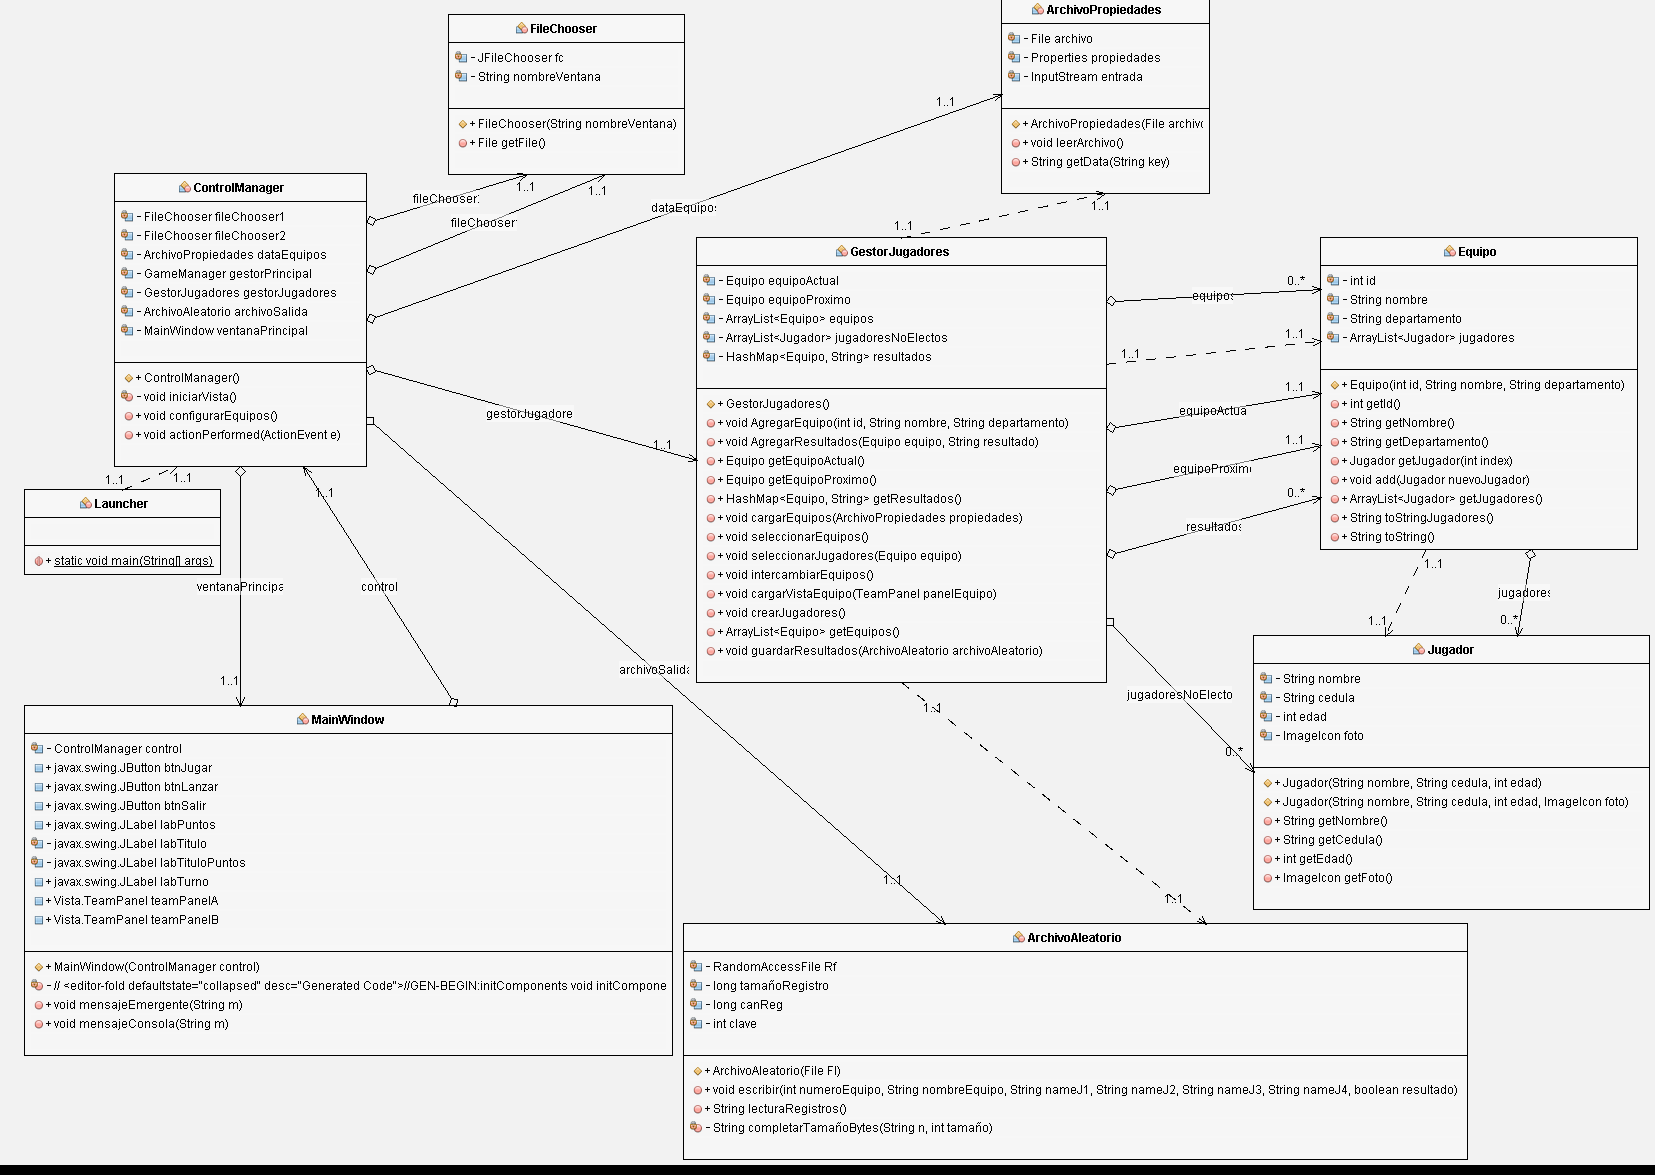 FileChooser
- JFileChooser fc
- String nombreVentana
+ FileChooser(String nombreVentana)
+ File getFile()
ArchivoPropiedades
- File archivo
- Properties propiedades
- InputStream entrada
+ ArchivoPropiedades(File archivo
+ void leerArchivo()
+ String getData(String key)
ControlManager
- FileChooser fileChooser1
- FileChooser fileChooser2
- ArchivoPropiedades dataEquipos
- GameManager gestorPrincipal
- GestorJugadores gestorJugadores
- ArchivoAleatorio archivoSalida
- MainWindow ventanaPrincipal
+ ControlManager()
- void iniciarVista()
+ void configurarEquipos()
+ void actionPerformed(ActionEvent e)
fileChooser
1..1
fileChooser
1..1
dataEquipos
1..1
gestorJugadore
1..1
1..1
1..1
GestorJugadores
- Equipo equipoActual
- Equipo equipoProximo
- ArrayList<Equipo> equipos
- ArrayList<Jugador> jugadoresNoElectos
- HashMap<Equipo, String> resultados
+ GestorJugadores()
+ void AgregarEquipo(int id, String nombre, String departamento)
+ void AgregarResultados(Equipo equipo, String resultado)
+ Equipo getEquipoActual()
+ Equipo getEquipoProximo()
+ HashMap<Equipo, String> getResultados()
+ void cargarEquipos(ArchivoPropiedades propiedades)
+ void seleccionarEquipos()
+ void seleccionarJugadores(Equipo equipo)
+ void intercambiarEquipos()
+ void cargarVistaEquipo(TeamPanel panelEquipo)
+ void crearJugadores()
+ ArrayList<Equipo> getEquipos()
+ void guardarResultados(ArchivoAleatorio archivoAleatorio)
equipos
0..*
1..1
1..1
equipoActua
1..1
equipoProxim
1..1
resultados
0..*
Equipo
- int id
- String nombre
- String departamento
- ArrayList<Jugador> jugadores
+ Equipo(int id, String nombre, String departamento)
+ int getId()
+ String getNombre()
+ String getDepartamento()
+ Jugador getJugador(int index)
+ void add(Jugador nuevoJugador)
+ ArrayList<Jugador> getJugadores()
+ String toStringJugadores()
+ String toString()
1..1
1..1
Launcher
+ static void main(String[] args)
ventanaPrincipa
1..1
control
1..1
archivoSalida
1..1
1..1
1..1
jugadoresNoElecto
0..*
1..1
1..1
jugadores
0..*
Jugador
- String nombre
- String cedula
- int edad
- ImageIcon foto
+ Jugador(String nombre, String cedula, int edad)
+ Jugador(String nombre, String cedula, int edad, ImageIcon foto)
+ String getNombre()
+ String getCedula()
+ int getEdad()
+ ImageIcon getFoto()
MainWindow
- ControlManager control
+ javax.swing.JButton btnJugar
+ javax.swing.JButton btnLanzar
+ javax.swing.JButton btnSalir
+ javax.swing.JLabel labPuntos
- javax.swing.JLabel labTitulo
- javax.swing.JLabel labTituloPuntos
+ javax.swing.JLabel labTurno
+ Vista.TeamPanel teamPanelA
+ Vista.TeamPanel teamPanelB
+ MainWindow(ControlManager control)
- // <editor-fold defaultstate="collapsed" desc="Generated Code">//GEN-BEGIN:initComponents void initCompone
+ void mensajeEmergente(String m)
+ void mensajeConsola(String m)
ArchivoAleatorio
- RandomAccessFile Rf
- long tamañoRegistro
- long canReg
- int clave
+ ArchivoAleatorio(File Fl)
+ void escribir(int numeroEquipo, String nombreEquipo, String nameJ1, String nameJ2, String nameJ3, String nameJ4, boolean resultado)
+ String lecturaRegistros()
- String completarTamañoBytes(String n, int tamaño)